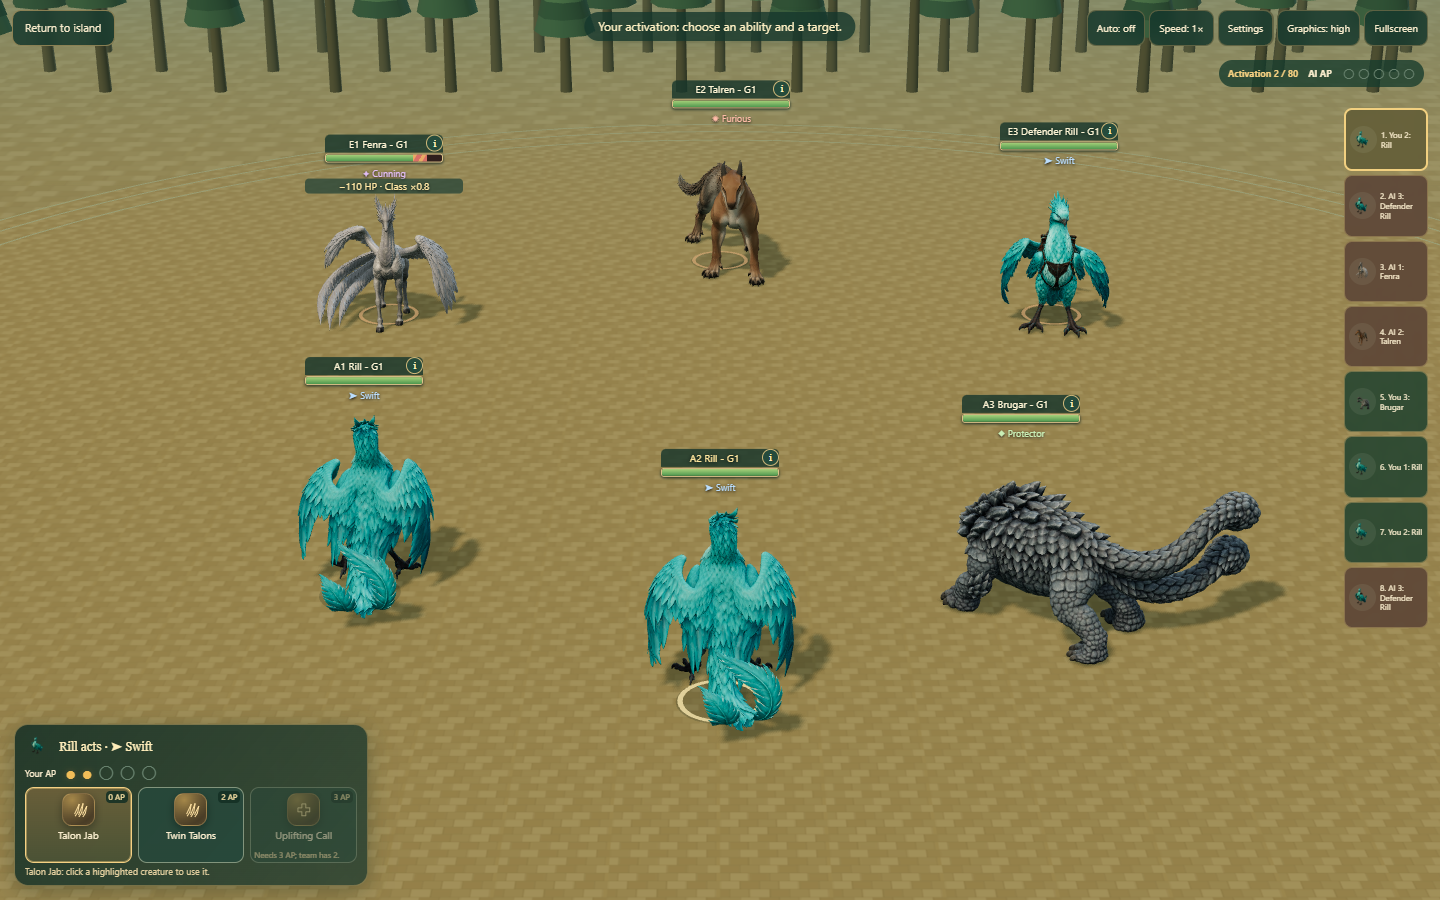 Return to island
Your activation: choose an ability and a target.
Auto: off
Speed: 1×
Settings
Graphics: high
Fullscreen
Activation 2 / 80 AI AP
E2 Talren - G1
Furious
E1 Fenra - G1
Cunning
−110 HP · Class ×0.8
E3 Defender Rill - G1
Swift
A1 Rill - G1
Swift
A2 Rill - G1
Swift
A3 Brugar - G1
Protector
1. You 2:
Rill
2. AI 3:
Defender
Rill
3. AI 1:
Fenra
4. AI 2:
Talren
5. You 3:
Brugar
6. You 1: Rill
7. You 2: Rill
8. AI 3:
Defender
Rill
Rill acts · ➤ Swift
Your AP
0 AP
Talon Jab
2 AP
Twin Talons
3 AP
Uplifting Call
Needs 3 AP; team has 2.
Talon Jab: click a highlighted creature to use it.